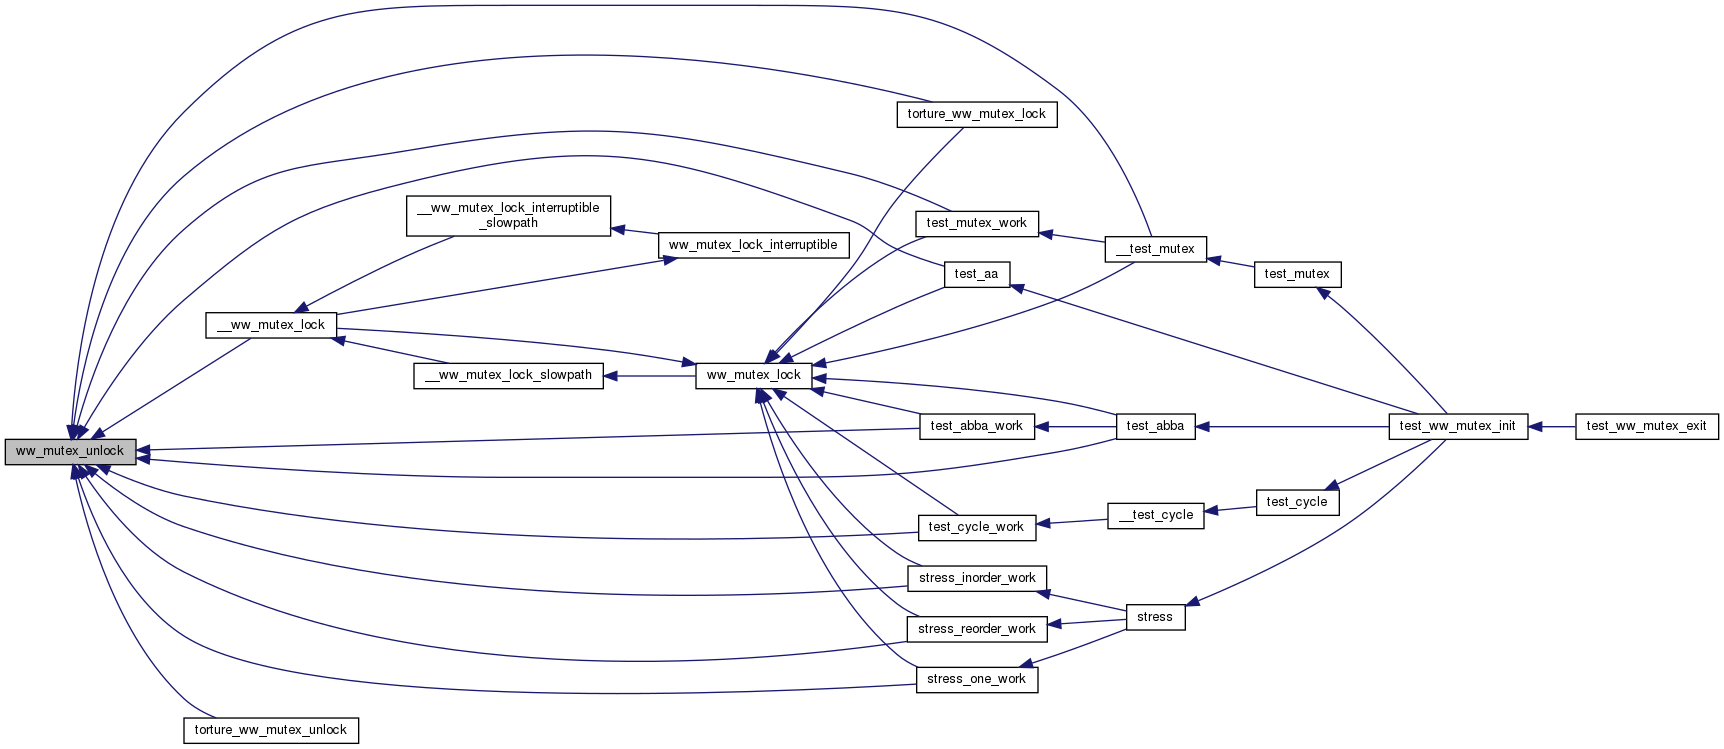 torture_ww_mutex_lock
__ww_mutex_lock_interruptible
_slowpath
test_mutex_work
ww_mutex_lock_interruptible
__test_mutex
test_aa
test_mutex
__ww_mutex_lock
__ww_mutex_lock_slowpath
ww_mutex_lock
test_abba_work
test_abba
test_ww_mutex_init
test_ww_mutex_exit
ww_mutex_unlock
test_cycle
__test_cycle
test_cycle_work
stress_inorder_work
stress
stress_reorder_work
stress_one_work
torture_ww_mutex_unlock